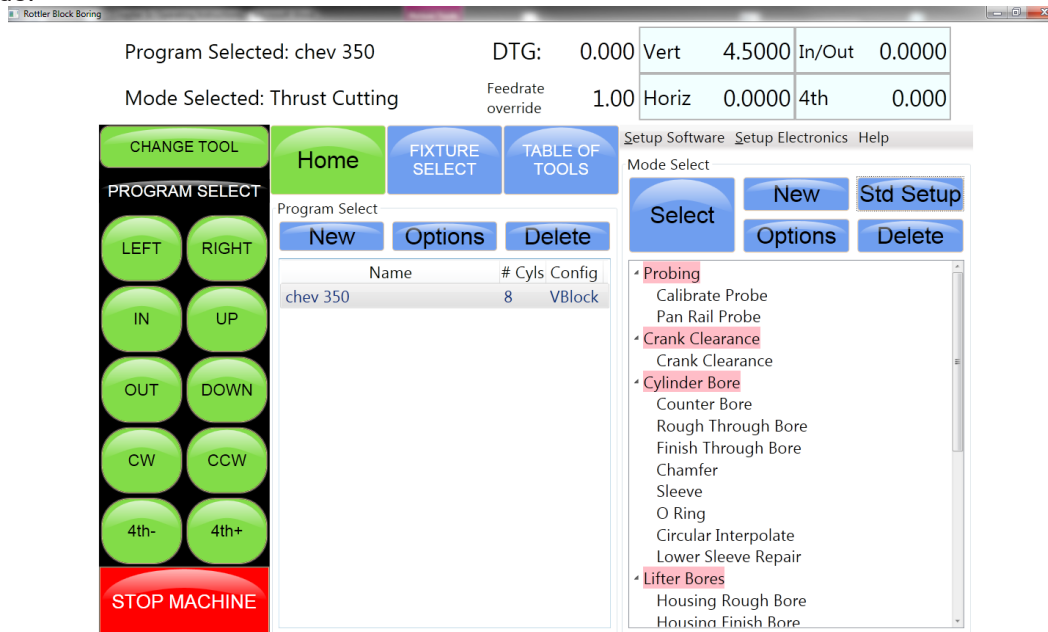 Rottler Block Boring
Program Selected: chev 350
DTG: 0.000
Vert 4.5000
In/Out 0.0000
Mode Selected: Thrust Cutting
Feedrate
override
1.00
Horiz 0.0000
4th 0.000
CHANGE TOOL
PROGRAM SELECT
LEFT RIGHT
IN UP
OUT DOWN
CW CCW
4th- 4th+
STOP MACHINE
Home
FIXTURE
SELECT
TABLE OF
TOOLS
Program Select
New Options Delete
Name # Cyls Config
chev 350 8 VBlock
Setup Software Setup Electronics Help
Mode Select
Select
New Std Setup
Options Delete
Probing
Calibrate Probe
Pan Rail Probe
Crank Clearance
Crank Clearance
Cylinder Bore
Counter Bore
Rough Through Bore
Finish Through Bore
Chamfer
Sleeve
O Ring
Circular Interpolate
Lower Sleeve Repair
Lifter Bores
Housing Rough Bore
Housing Finish Bore